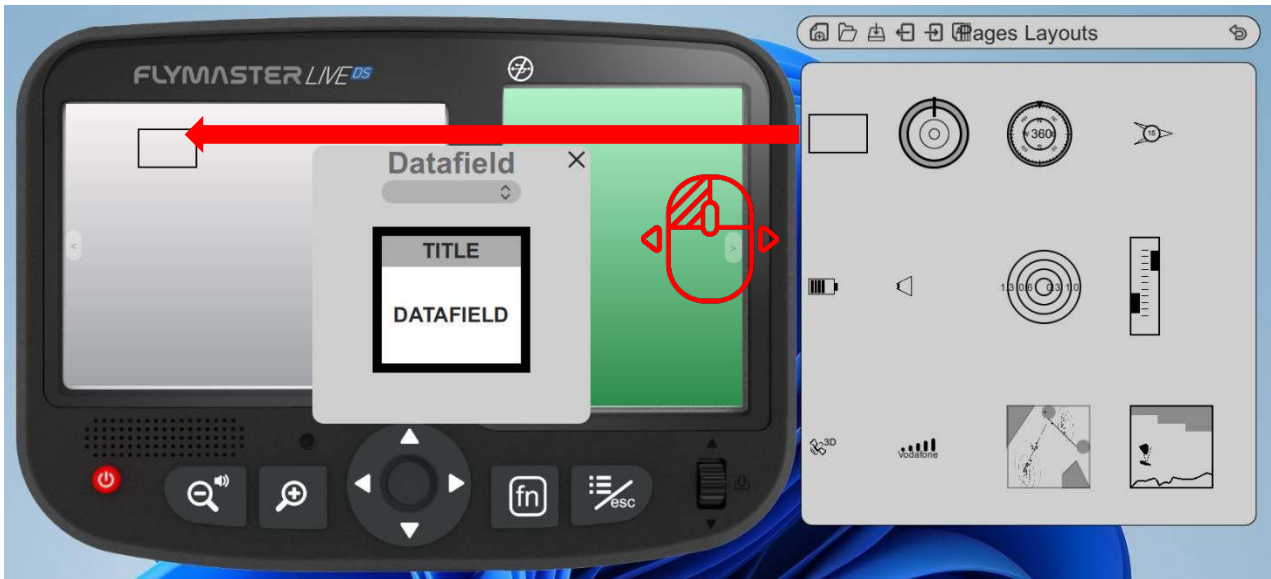 FLYMASTER LIVE DS
Pages Layouts
Datafield
TITLE
DATAFIELD
360
15
1.3 0.6 0.3 1.0
3D
Vodafone
fn
esc